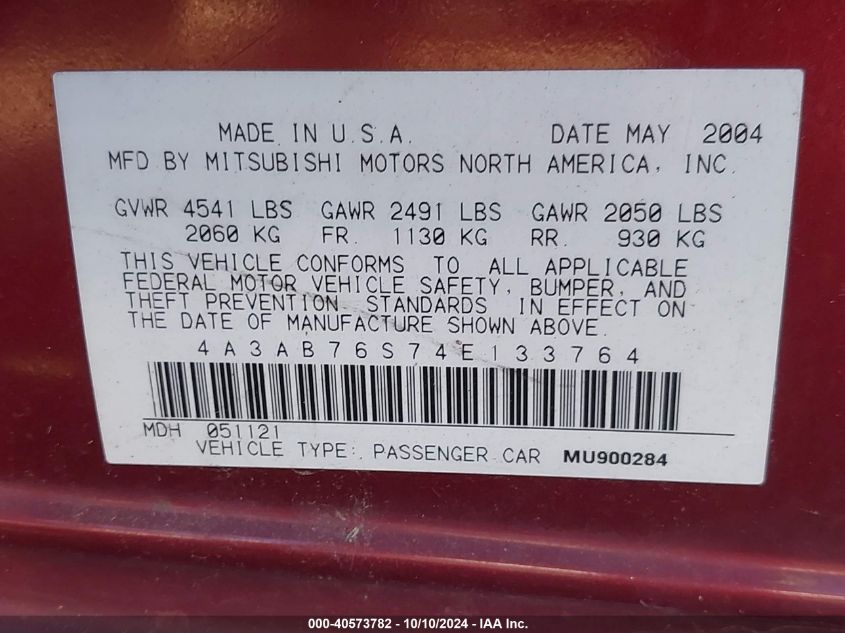 MADE IN U.S.A. DATE MAY 2004
MFD BY MITSUBISHI MOTORS NORTH AMERICA, INC.
GVWR 4541 LBS GAWR 2491 LBS GAWR 2050 LBS
2060 KG FR. 1130 KG RR. 930 KG
THIS VEHICLE CONFORMS TO ALL APPLICABLE
FEDERAL MOTOR VEHICLE SAFETY, BUMPER, AND
THEFT PREVENTION STANDARDS IN EFFECT ON
THE DATE OF MANUFACTURE SHOWN ABOVE.
4A3AB76S74E133764
MDH 051121
VEHICLE TYPE: PASSENGER CAR MU900284
000-40573782 - 10/10/2024 - IAA Inc.